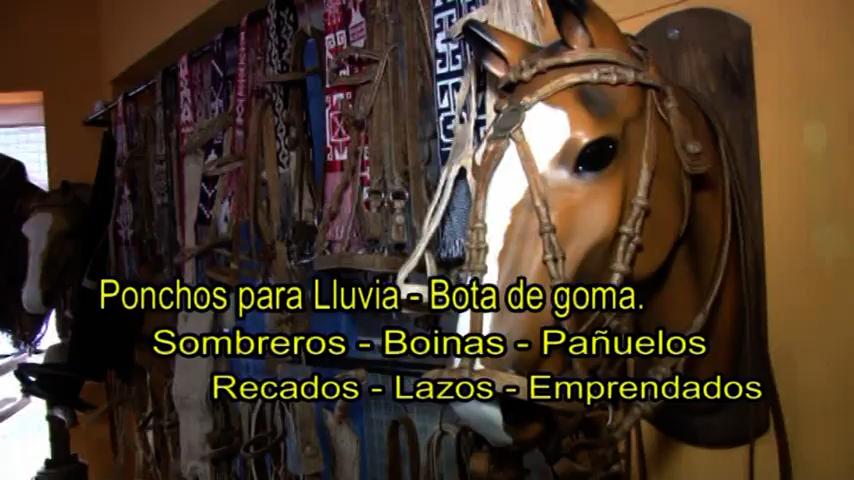 Ponchos para Lluvia - Bota de goma.
Sombreros - Boinas - Pañuelos
Recados - Lazos - Emprendados